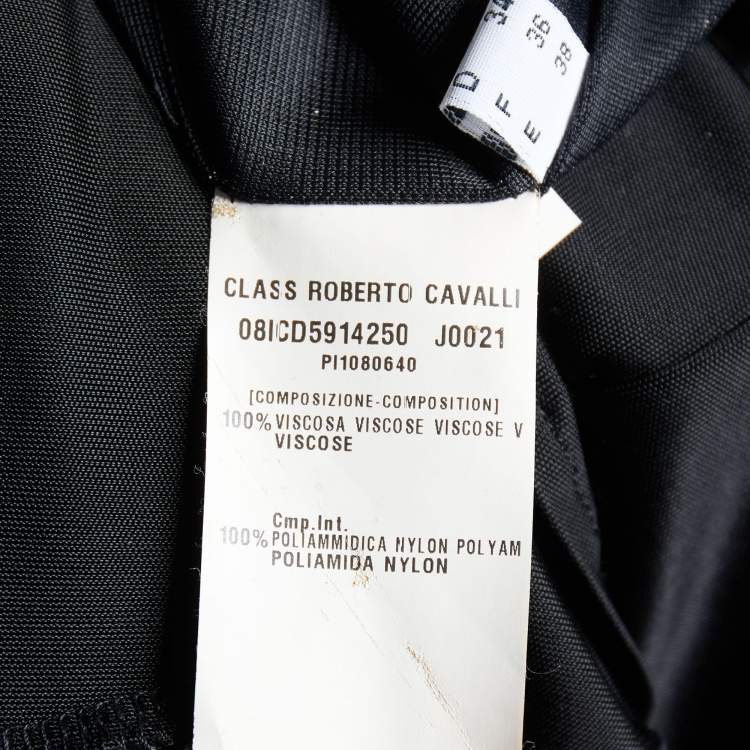 D 34
F 36
E 38
CLASS ROBERTO CAVALLI
08ICD5914250 J0021
PI1080640
[COMPOSIZIONE-COMPOSITION]
100% VISCOSA VISCOSE VISCOSE V
VISCOSE
Cmp.Int.
100% POLIAMMIDICA NYLON POLYAM
POLIAMIDA NYLON